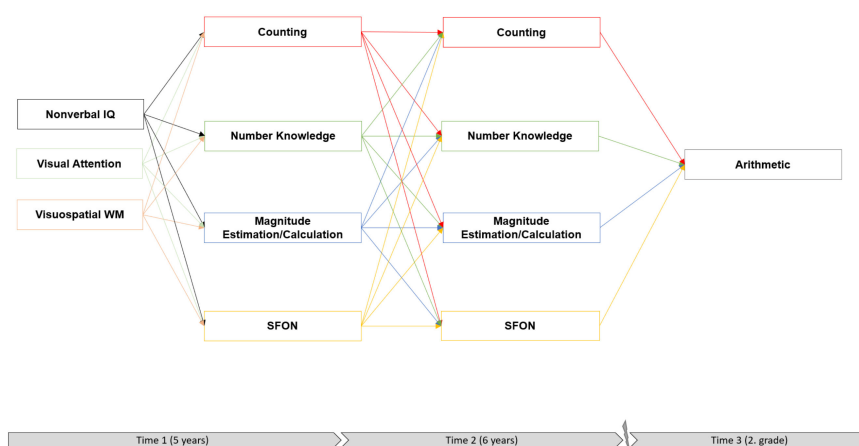 Counting
Counting
Nonverbal IQ
Number Knowledge
Number Knowledge
Visual Attention
Arithmetic
Visuospatial WM
Magnitude
Estimation/Calculation
Magnitude
Estimation/Calculation
SFON
SFON
Time 1 (5 years)
Time 2 (6 years)
Time 3 (2. grade)